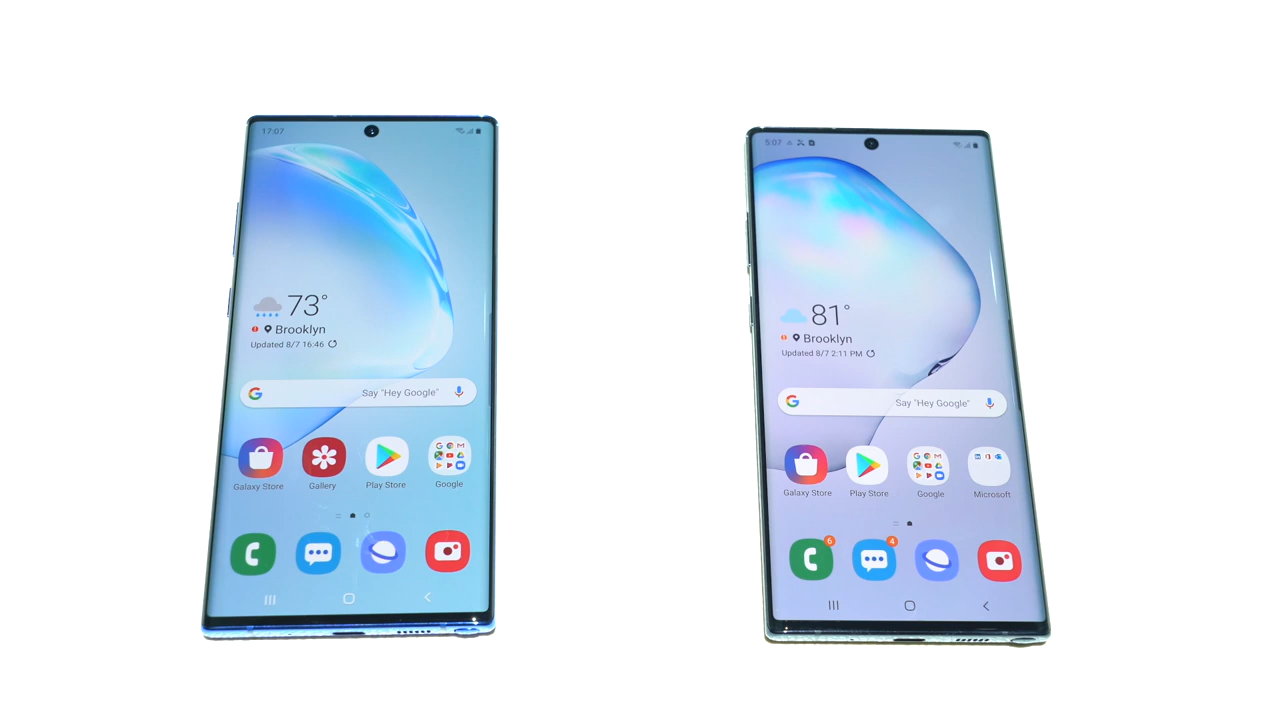 17:07
73°
Brooklyn
Updated 8/7 16:46
Say "Hey Google"
Galaxy Store
Gallery
Play Store
Google
5:07
81°
Brooklyn
Updated 8/7 2:11 PM
Say "Hey Google"
Galaxy Store
Play Store
Google
Microsoft
6
4